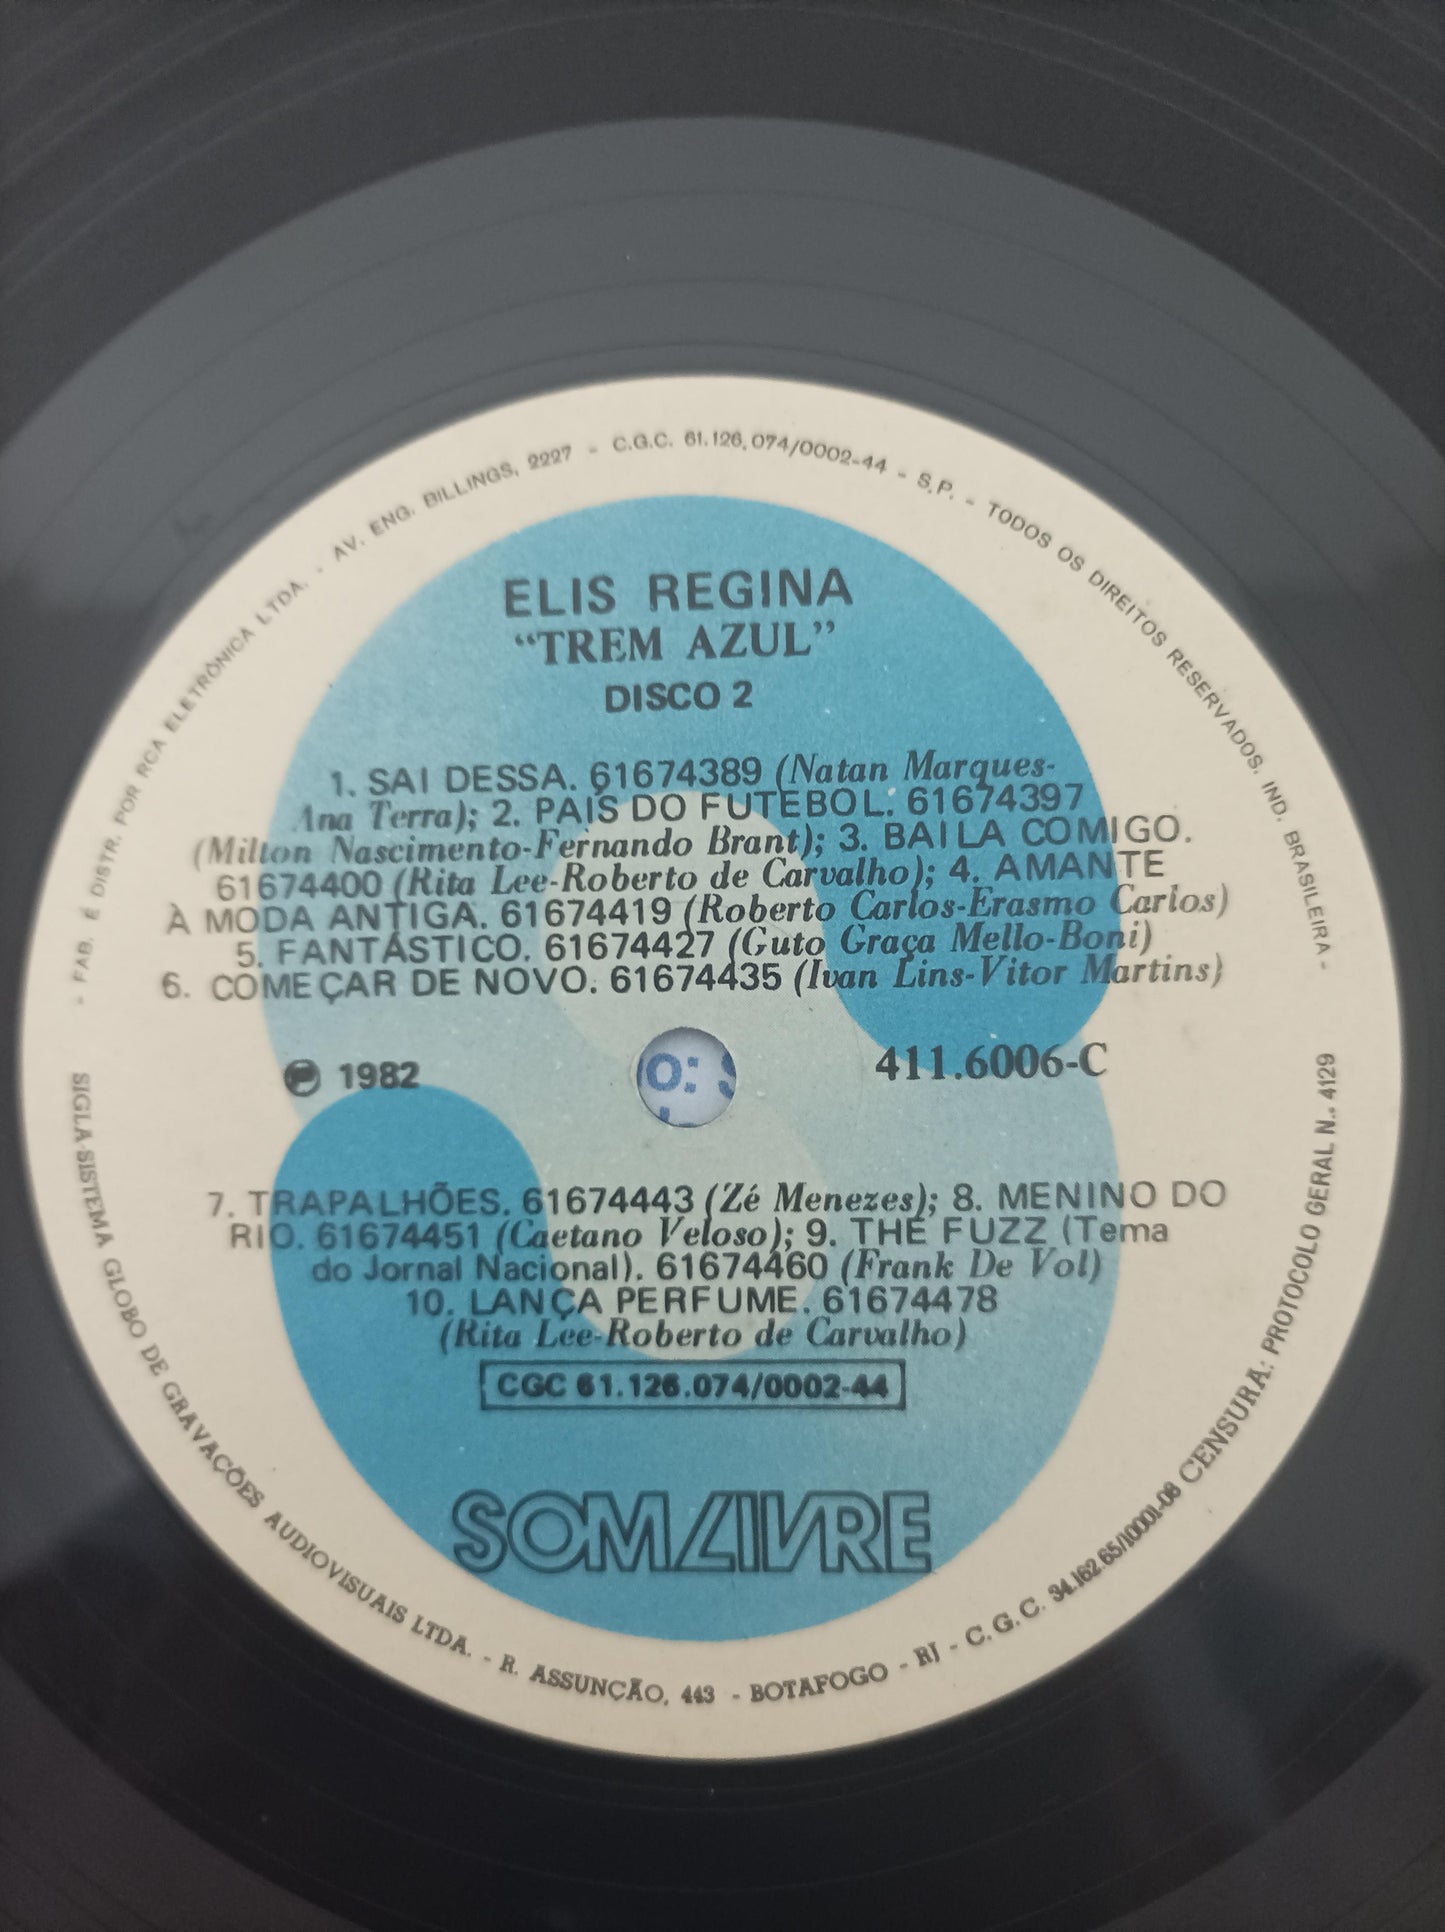 - FAB. É DISTR. POR RCA ELETRÔNICA LTDA. - AV. ENG. BILLINGS, 2227 - C.G.C. 61.126.074/0002-44 - S.P. - TODOS OS DIREITOS RESERVADOS. IND. BRASILEIRA -
ELIS REGINA
“TREM AZUL”
DISCO 2
1. SAI DESSA. 61674389 (Natan Marques-
Ana Terra); 2. PAÍS DO FUTEBOL. 61674397
(Milton Nascimento-Fernando Brant); 3. BAILA COMIGO.
61674400 (Rita Lee-Roberto de Carvalho); 4. AMANTE
À MODA ANTIGA. 61674419 (Roberto Carlos-Erasmo Carlos)
5. FANTÁSTICO. 61674427 (Guto Graça Mello-Boni)
6. COMEÇAR DE NOVO. 61674435 (Ivan Lins-Vitor Martins)
℗ 1982
411.6006-C
7. TRAPALHÕES. 61674443 (Zé Menezes); 8. MENINO DO
RIO. 61674451 (Caetano Veloso); 9. THE FUZZ (Tema
do Jornal Nacional). 61674460 (Frank De Vol)
10. LANÇA PERFUME. 61674478
(Rita Lee-Roberto de Carvalho)
CGC 61.126.074/0002-44
SOM LIVRE
SIGLA-SISTEMA GLOBO DE GRAVAÇÕES AUDIOVISUAIS LTDA. - R. ASSUNÇÃO, 443 - BOTAFOGO - RJ - C.G.C. 34.162.65/10001-08 CENSURA: PROTOCOLO GERAL N.º 4129